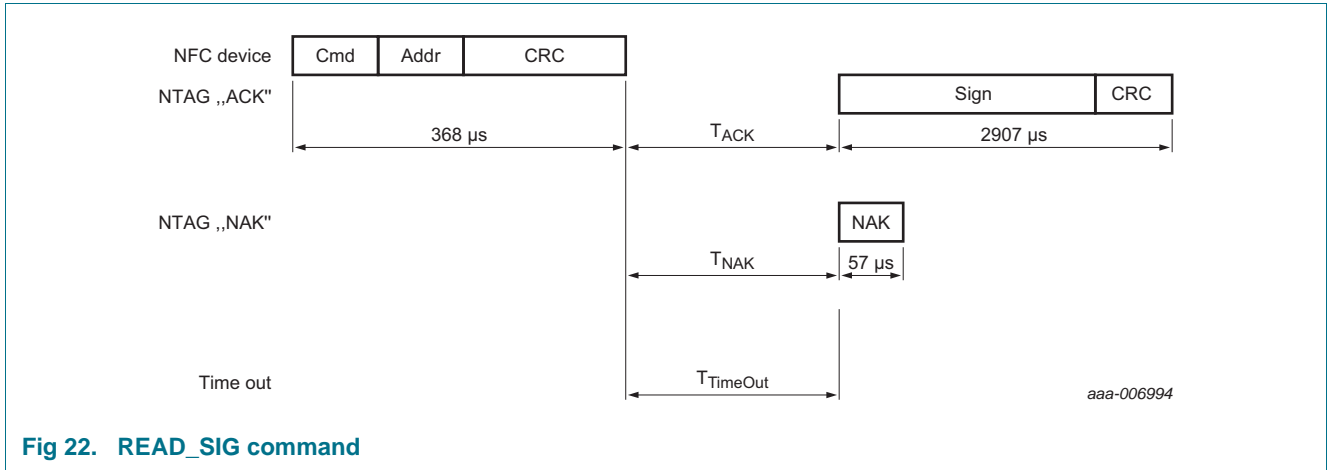 NFC device Cmd Addr CRC
NTAG ,,ACK" Sign CRC
368 µs TACK 2907 µs
NTAG ,,NAK" NAK
TNAK 57 µs
Time out TTimeOut aaa-006994
Fig 22. READ_SIG command